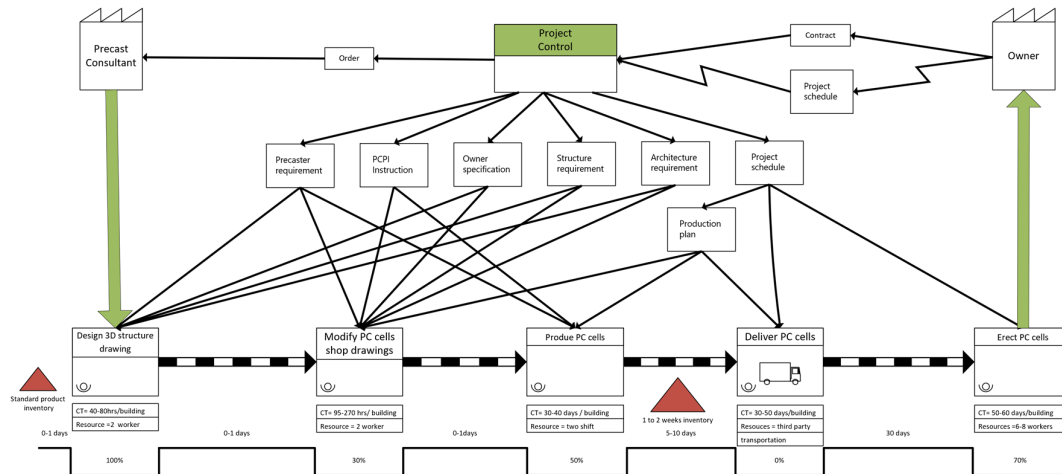 Precast
Consultant
Order
Project
Control
Contract
Project
schedule
Owner
Precaster
requirement
PCPI
Instruction
Owner
specification
Structure
requirement
Architecture
requirement
Project
schedule
Production
plan
Design 3D structure
drawing
Modify PC cells
shop drawings
Produe PC cells
Deliver PC cells
Erect PC cells
Standard product
inventory
1 to 2 weeks inventory
CT= 40-80hrs/building
Resource=2 worker
CT= 95-270 hrs/ building
Resource = 2 worker
CT= 30-40 days / building
Resource= two shift
CT= 30-50 days/building
Resouces = third party
transportation
CT= 50-60 days/building
Resources =6-8 workers
0-1 days
0-1 days
0-1days
5-10 days
30 days
100%
30%
50%
0%
70%